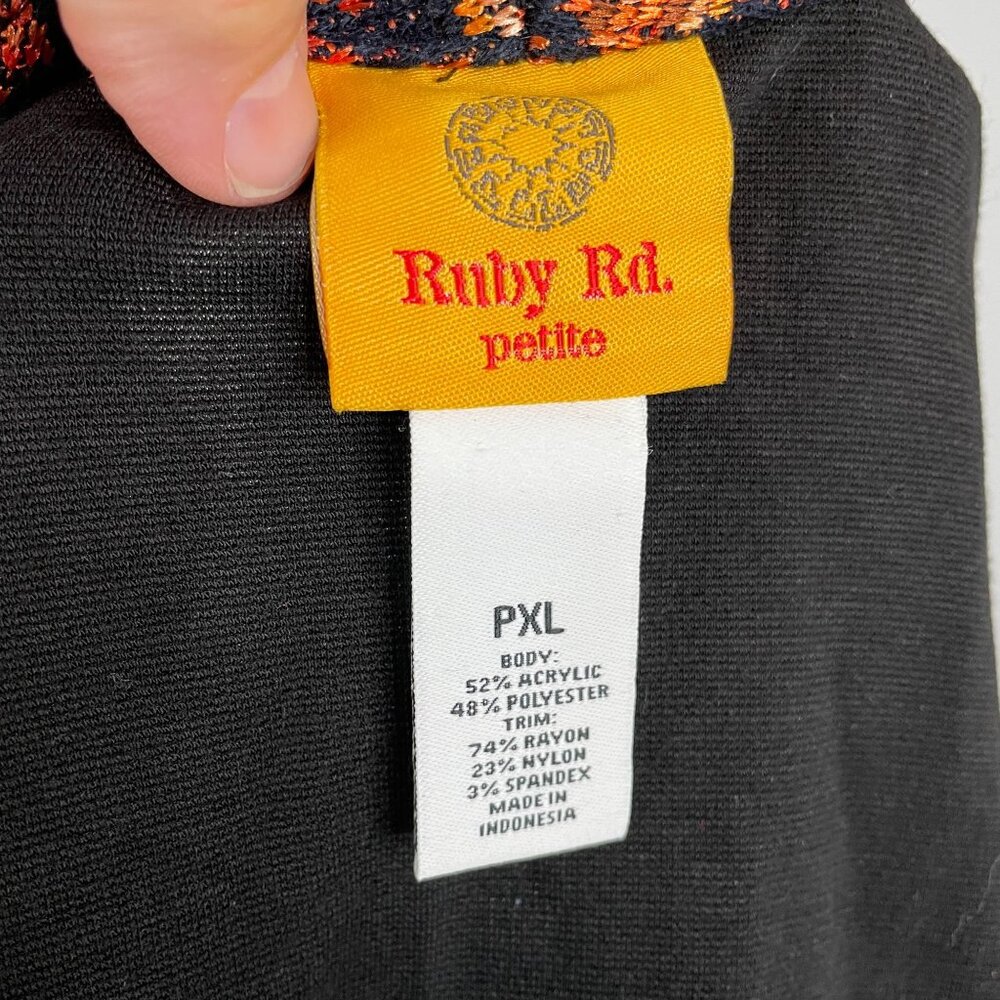 Ruby Rd.
petite
PXL
BODY:
52% ACRYLIC
48% POLYESTER
TRIM:
74% RAYON
23% NYLON
3% SPANDEX
MADE IN
INDONESIA